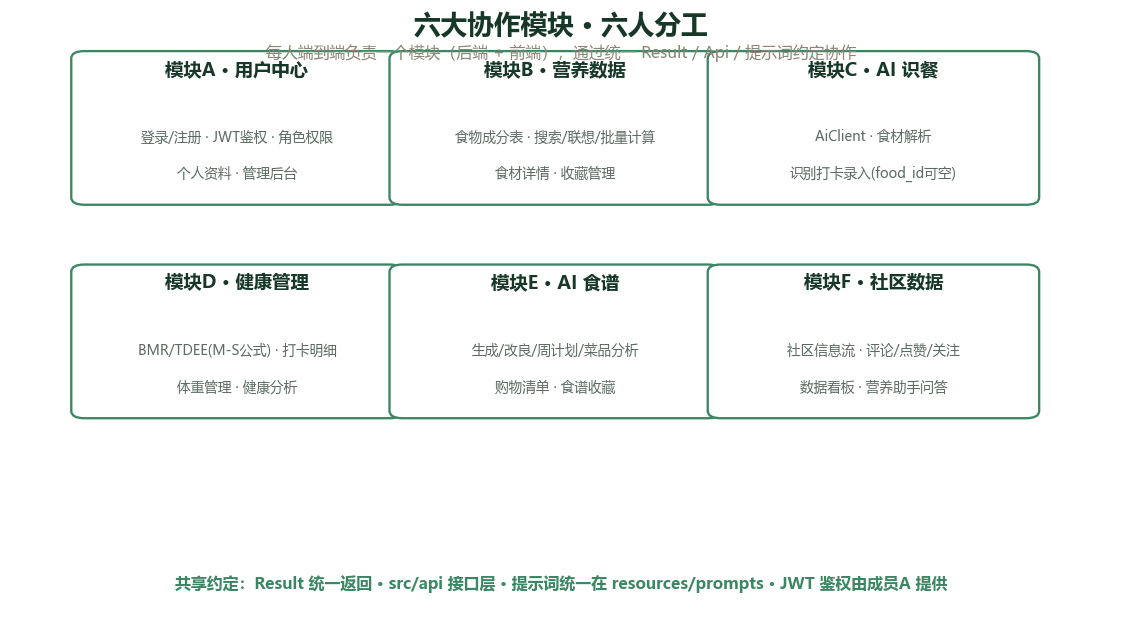 六大协作模块 • 六人分工
每人端到端负责一个模块（后端 + 前端），通过统一 Result / Api / 提示词约定协作
模块A • 用户中心
登录/注册 · JWT鉴权 · 角色权限
个人资料 · 管理后台
模块B • 营养数据
食物成分表 · 搜索/联想/批量计算
食材详情 · 收藏管理
模块C • AI 识餐
AiClient · 食材解析
识别打卡录入(food_id可空)
模块D • 健康管理
BMR/TDEE(M-S公式) · 打卡明细
体重管理 · 健康分析
模块E • AI 食谱
生成/改良/周计划/菜品分析
购物清单 · 食谱收藏
模块F • 社区数据
社区信息流 · 评论/点赞/关注
数据看板 · 营养助手问答
共享约定：Result 统一返回 • src/api 接口层 • 提示词统一在 resources/prompts • JWT 鉴权由成员A 提供